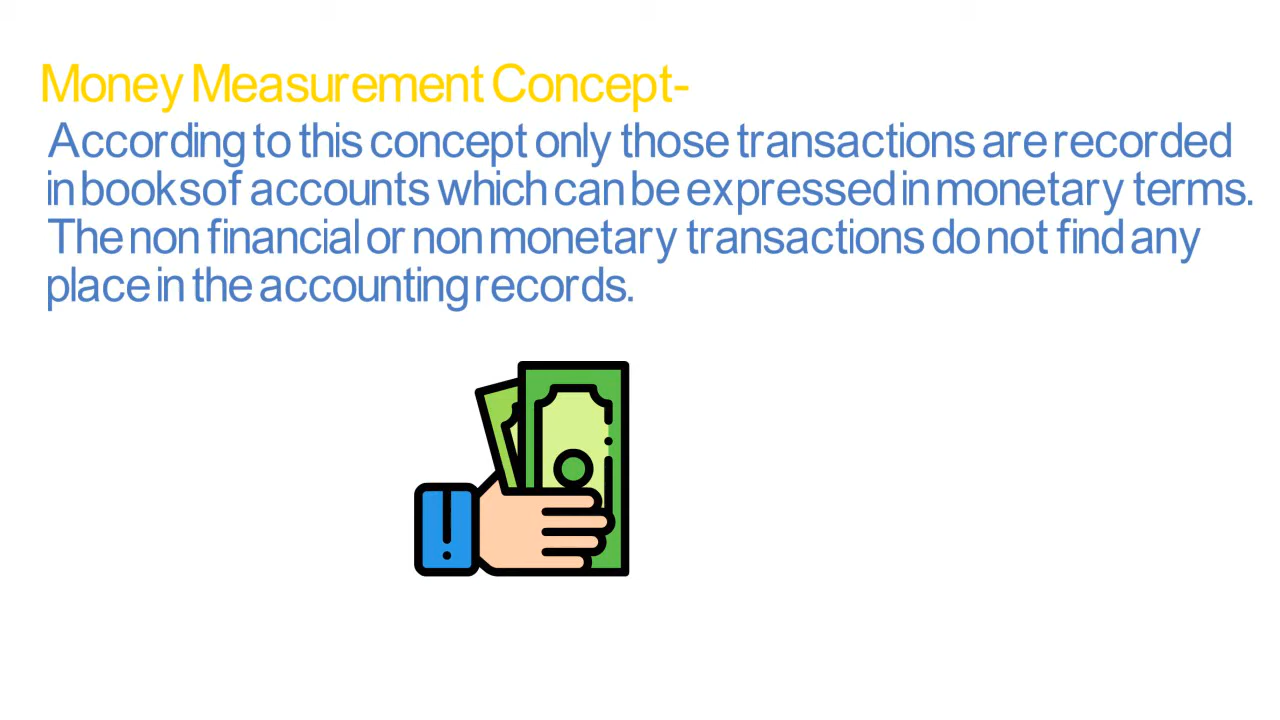 Money Measurement Concept-
According to this concept only those transactions are recorded
in books of accounts which can be expressed in monetary terms.
The non financial or non monetary transactions do not find any
place in the accounting records.